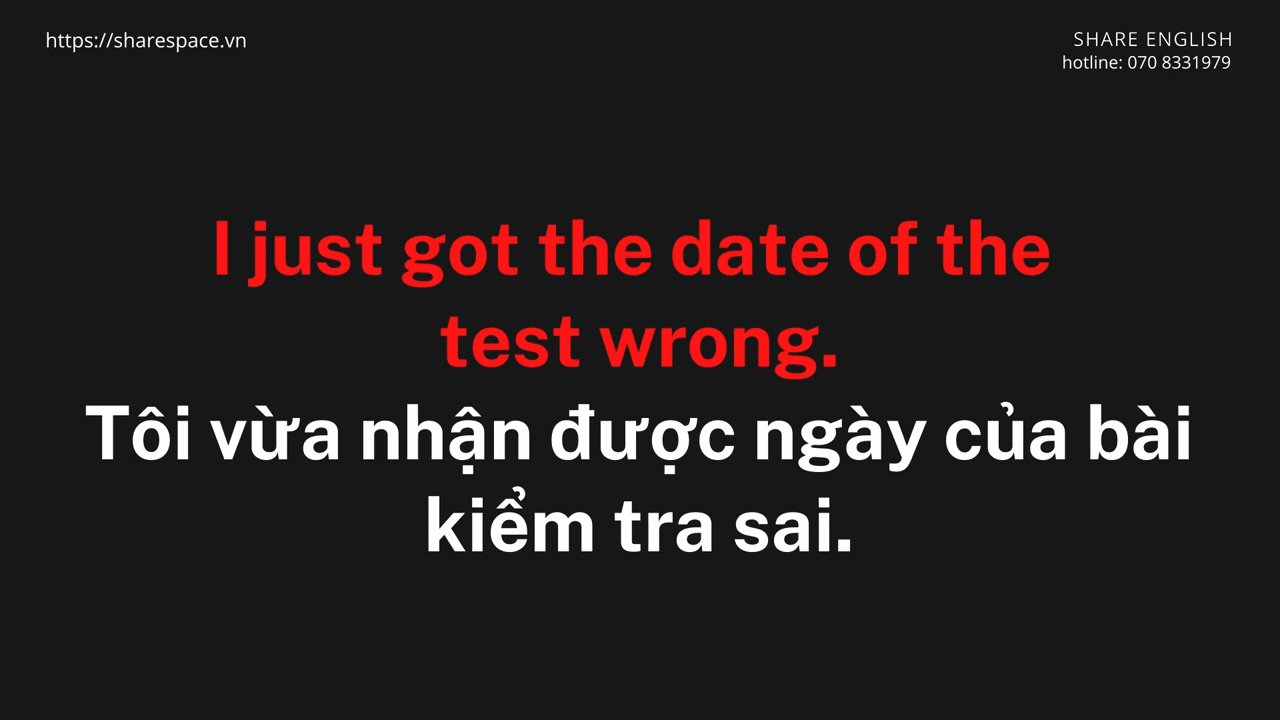 https://sharespace.vn
SHARE ENGLISH
hotline: 070 8331979
I just got the date of the
test wrong.
Tôi vừa nhận được ngày của bài
kiểm tra sai.